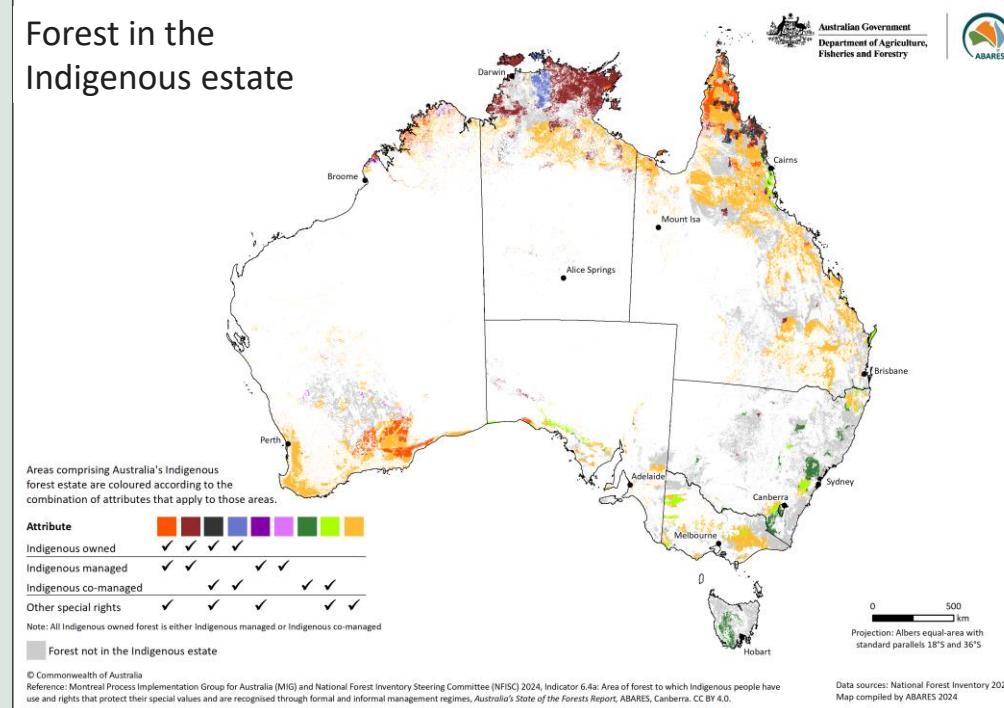 Forest in the
Indigenous estate
Australian Government
Department of Agriculture,
Fisheries and Forestry
ABARES
Darwin
Cairns
Broome
Mount Isa
Alice Springs
Brisbane
Perth
Adelaide
Sydney
Canberra
Melbourne
Hobart
Areas comprising Australia's Indigenous
forest estate are coloured according to the
combination of attributes that apply to those areas.
Attribute
Indigenous owned ✓ ✓ ✓ ✓
Indigenous managed ✓ ✓ ✓ ✓
Indigenous co-managed ✓ ✓ ✓ ✓
Other special rights ✓ ✓ ✓ ✓ ✓
Note: All Indigenous owned forest is either Indigenous managed or Indigenous co-managed
Forest not in the Indigenous estate
0 500
km
Projection: Albers equal-area with
standard parallels 18°S and 36°S
© Commonwealth of Australia
Reference: Montreal Process Implementation Group for Australia (MIG) and National Forest Inventory Steering Committee (NFISC) 2024, Indicator 6.4a: Area of forest to which Indigenous people have
use and rights that protect their special values and are recognised through formal and informal management regimes, Australia's State of the Forests Report, ABARES, Canberra. CC BY 4.0.
Data sources: National Forest Inventory 202
Map compiled by ABARES 2024